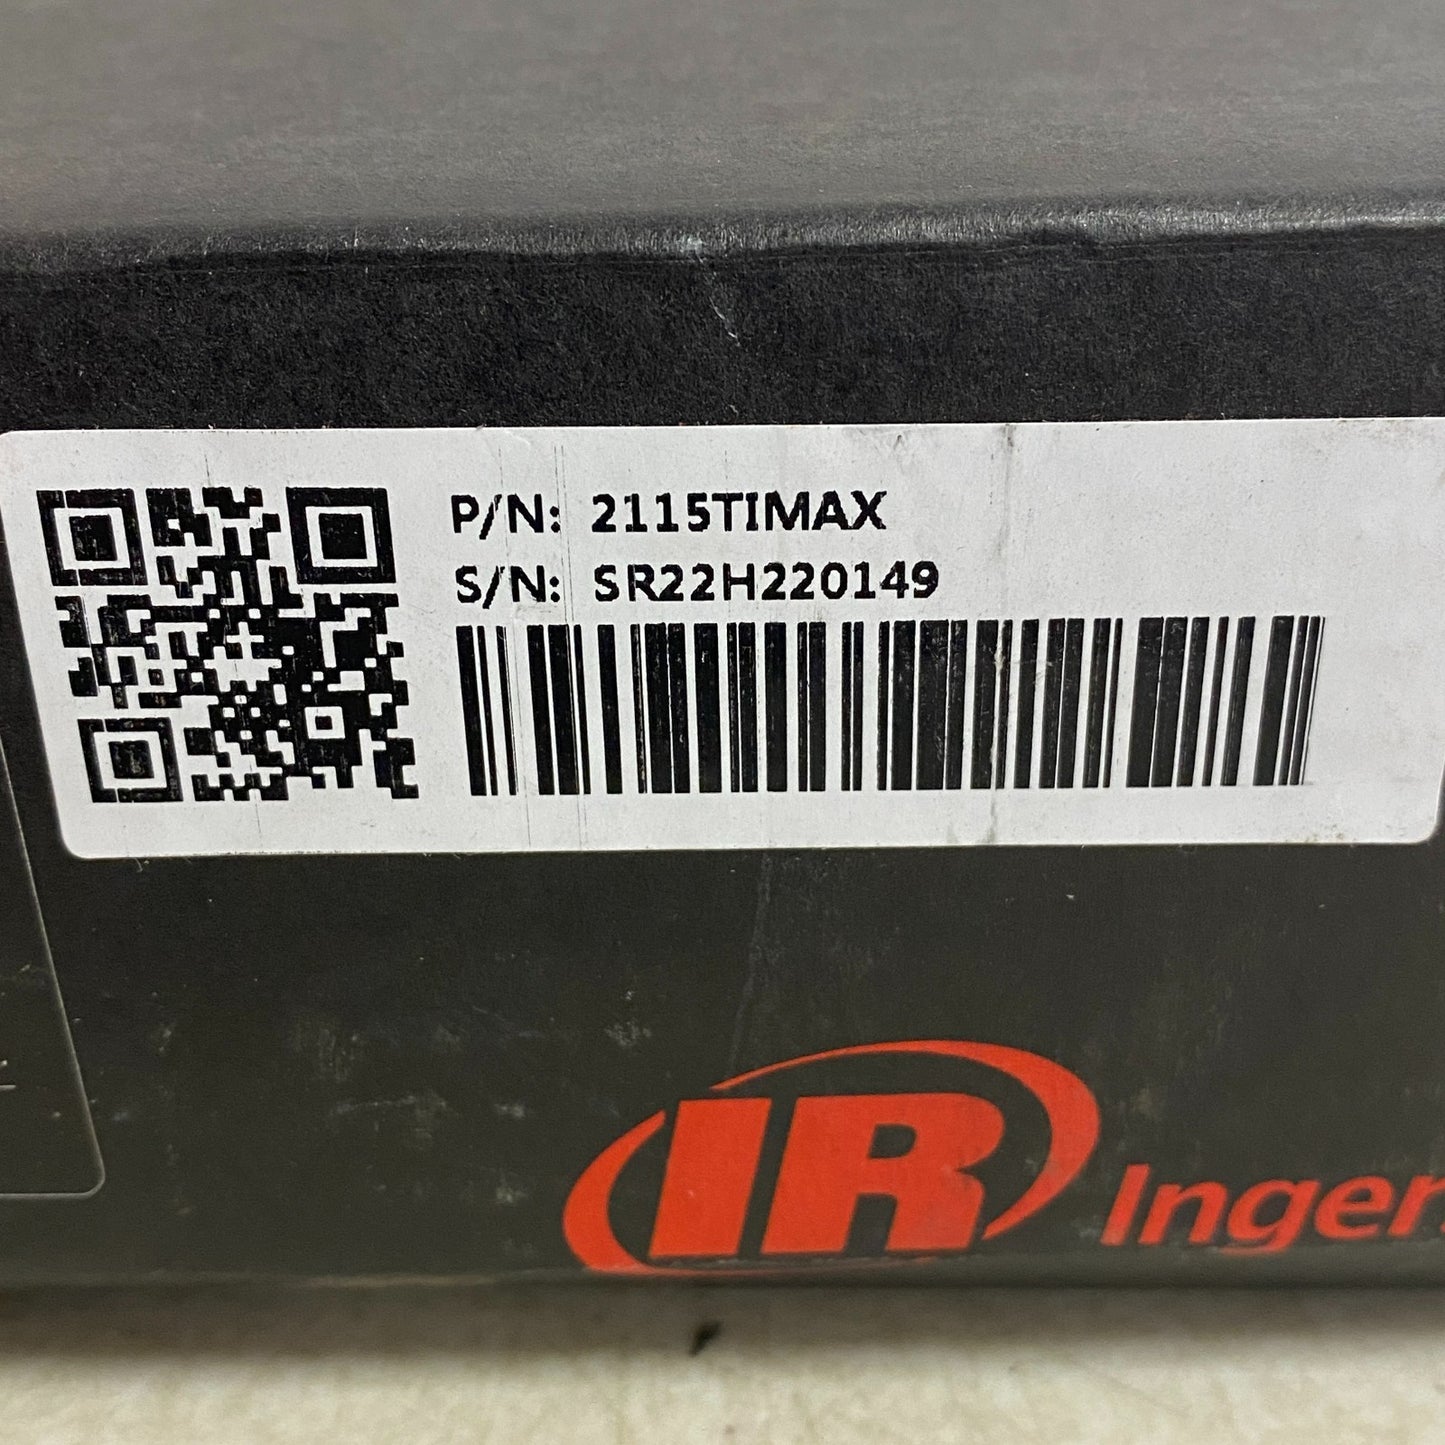 P/N: 2115TIMAX
S/N: SR22H220149
IR Inger